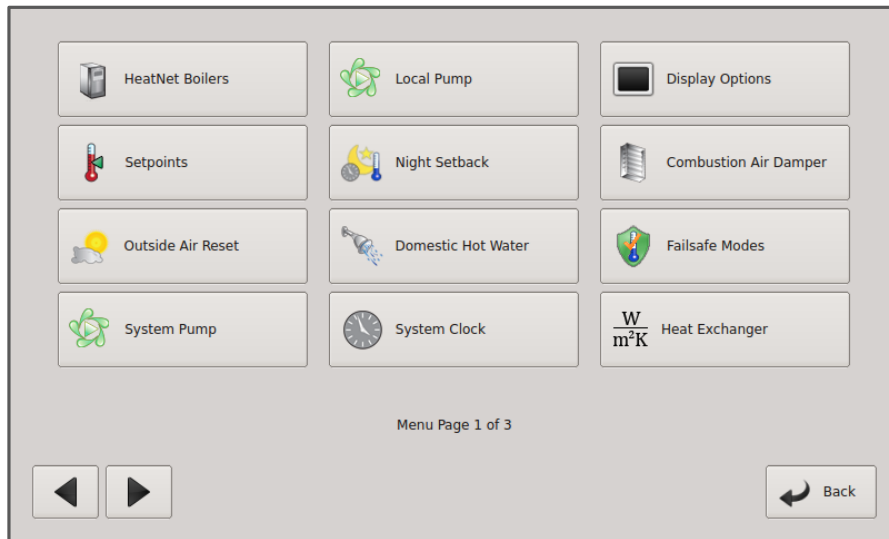 HeatNet Boilers
Local Pump
Display Options
Setpoints
Night Setback
Combustion Air Damper
Outside Air Reset
Domestic Hot Water
Failsafe Modes
System Pump
System Clock
W
m²K
Heat Exchanger
Menu Page 1 of 3
Back